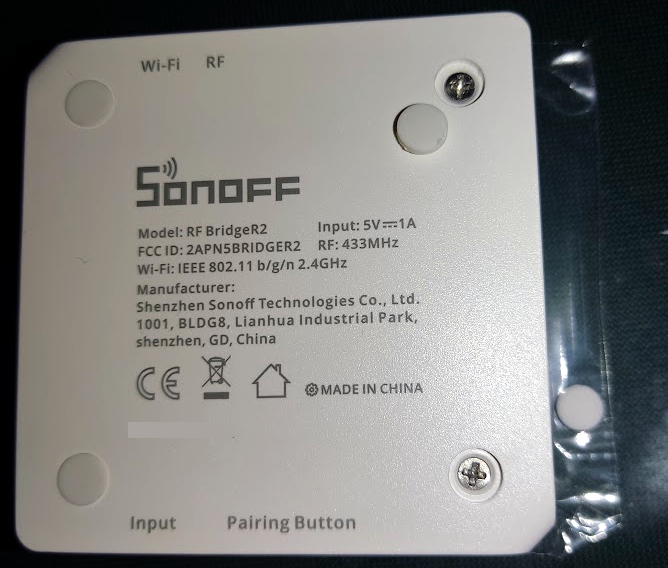 Wi-Fi RF
SONOFF
Model: RF BridgeR2 Input: 5V⎓1A
FCC ID: 2APN5BRIDGER2 RF: 433MHz
Wi-Fi: IEEE 802.11 b/g/n 2.4GHz
Manufacturer:
Shenzhen Sonoff Technologies Co., Ltd.
1001, BLDG8, Lianhua Industrial Park,
shenzhen, GD, China
CE MADE IN CHINA
Input Pairing Button